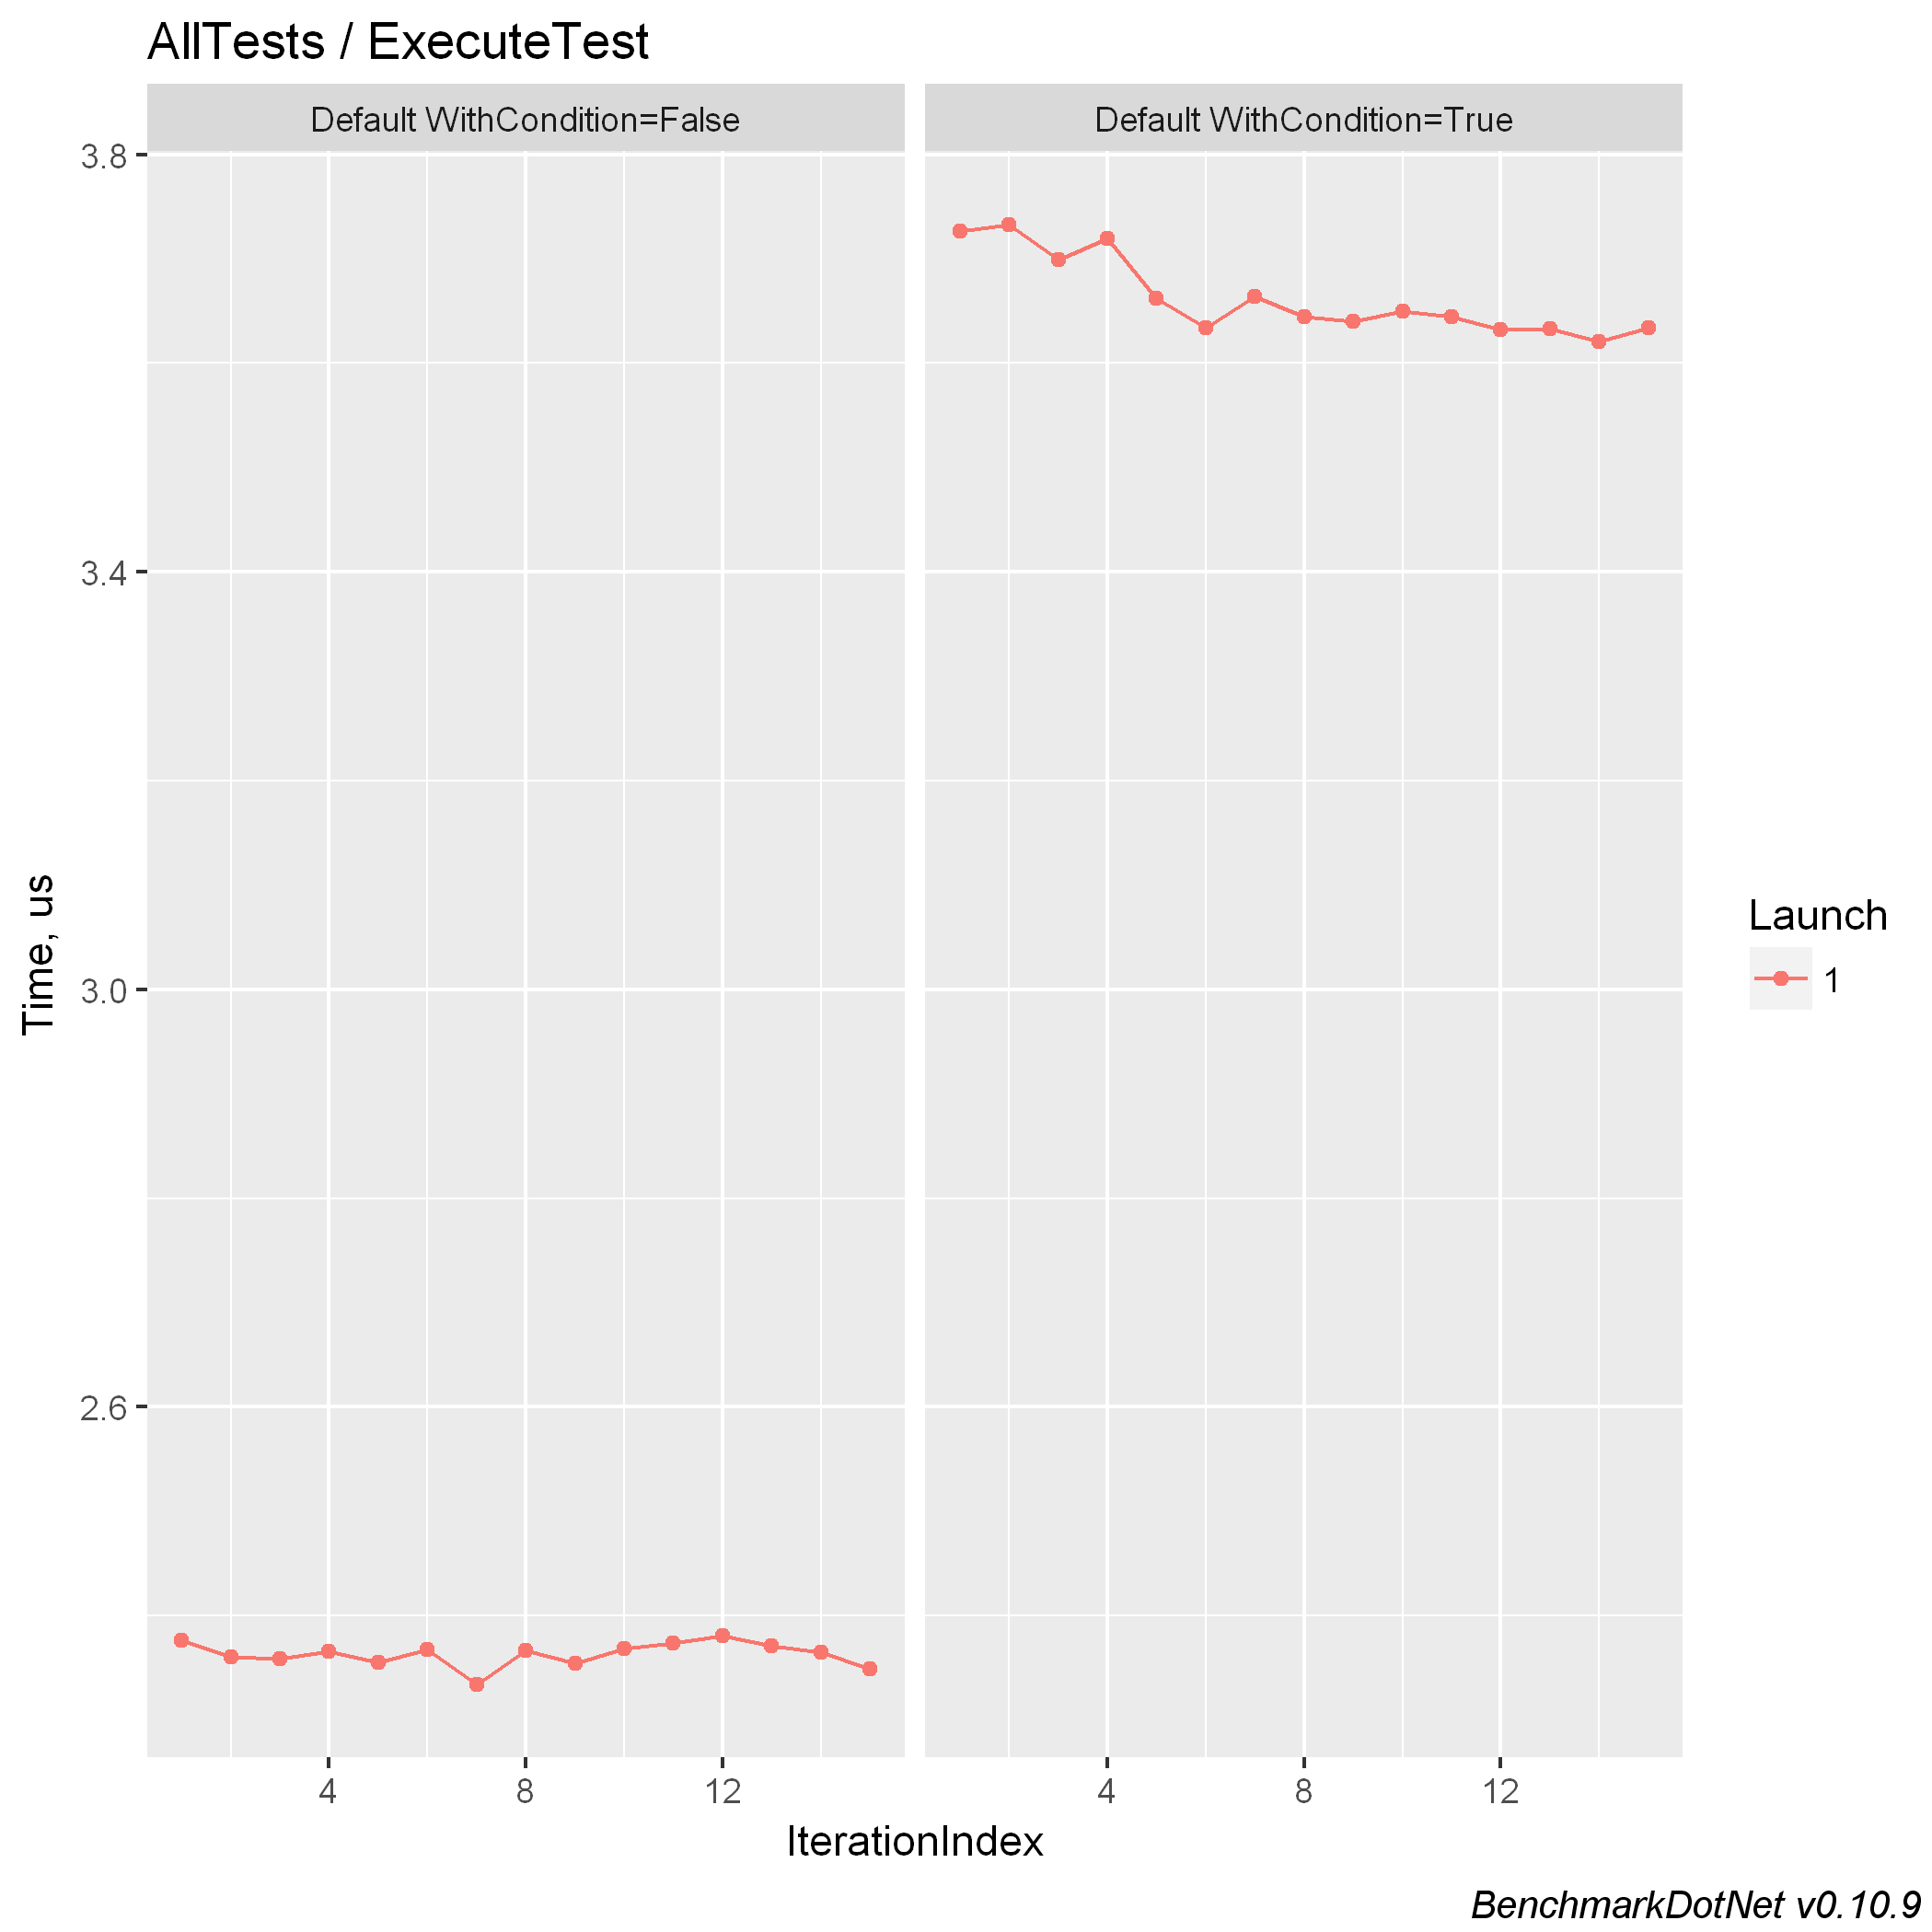 AllTests / ExecuteTest
Default WithCondition=False
Default WithCondition=True
3.8
3.4
3.0
2.6
Time, us
4
8
12
4
8
12
IterationIndex
Launch
1
BenchmarkDotNet v0.10.9